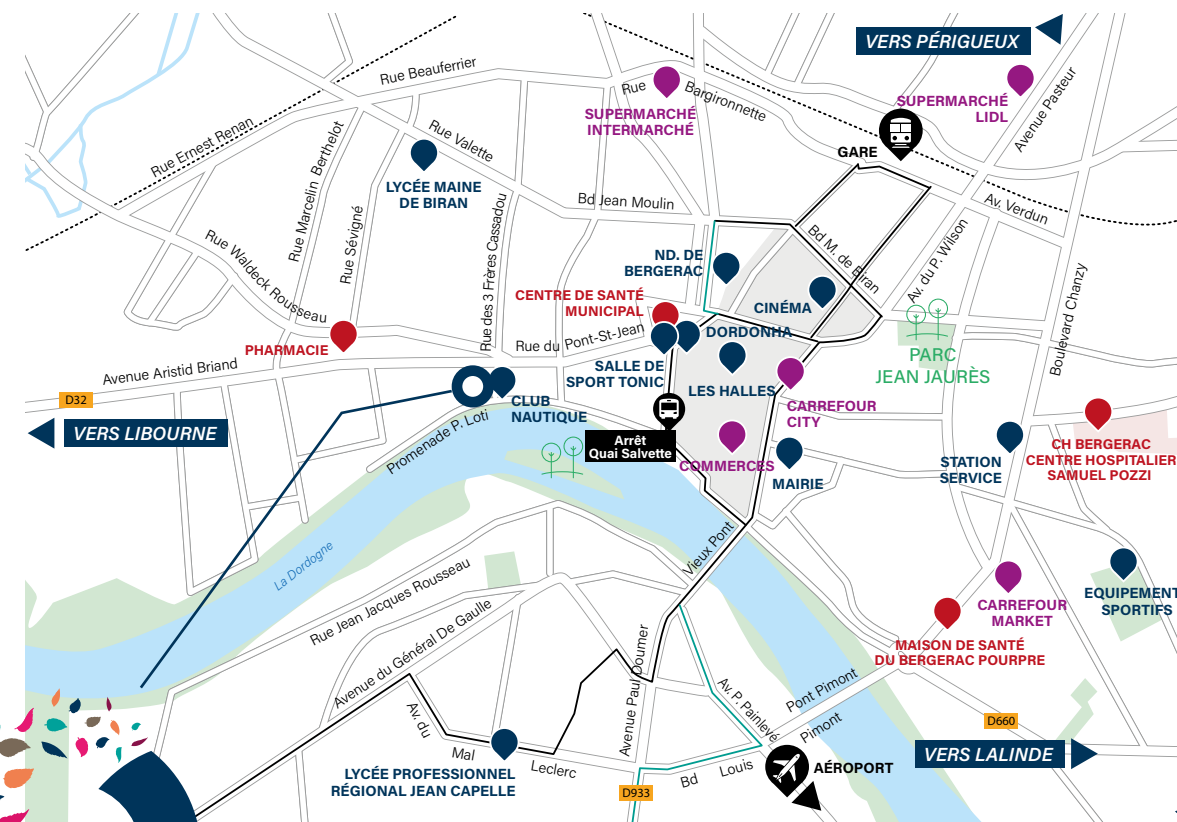 VERS PÉRIGUEUX
Rue Beauferrier
Rue Bargironnette
SUPERMARCHÉ
INTERMARCHÉ
SUPERMARCHÉ
LIDL
Avenue Pasteur
GARE
Rue Ernest Renan
Rue Valette
Rue Marcelin Berthelot
LYCÉE MAINE
DE BIRAN
Rue Sévigné
Rue des 3 Frères Cassadou
Bd Jean Moulin
Av. Verdun
Bd M. de Biran
Av. du P. Wilson
Rue Waldeck Rousseau
ND. DE
BERGERAC
Boulevard Chanzy
CENTRE DE SANTÉ
MUNICIPAL
CINÉMA
DORDONHA
Rue du Pont-St-Jean
PHARMACIE
PARC
JEAN JAURÈS
Avenue Aristid Briand
SALLE DE
SPORT TONIC
LES HALLES
D32
CLUB
NAUTIQUE
CARREFOUR
CITY
VERS LIBOURNE
Promenade P. Loti
Arrêt
Quai Salvette
COMMERCES
MAIRIE
STATION
SERVICE
CH BERGERAC
CENTRE HOSPITALIER
SAMUEL POZZI
La Dordogne
Vieux Pont
Rue Jean Jacques Rousseau
Avenue du Général De Gaulle
CARREFOUR
MARKET
EQUIPEMENT
SPORTIFS
MAISON DE SANTÉ
DU BERGERAC POURPRE
Avenue Paul Doumer
Av. P. Painlevé
Pont Pimont
Av. du Mal Leclerc
Bd Louis Pimont
D660
VERS LALINDE
LYCÉE PROFESSIONNEL
RÉGIONAL JEAN CAPELLE
AÉROPORT
D933